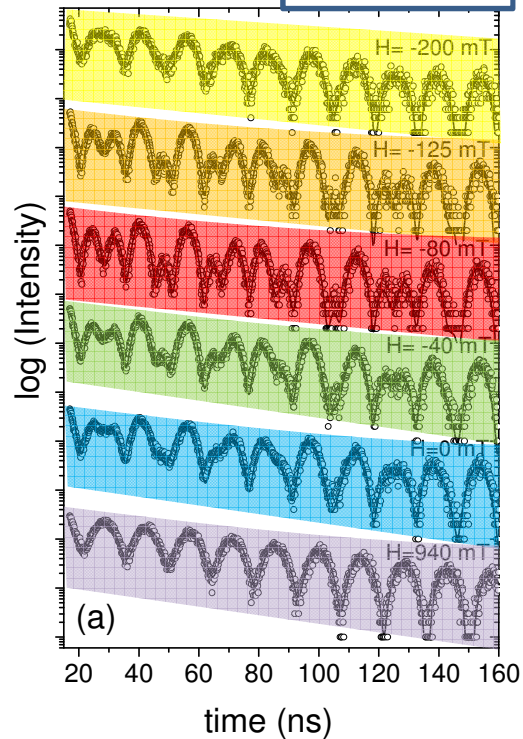 H= -200 mT
H= -125 mT
H= -80 mT
H= -40 mT
H=0 mT
H=940 mT
(a)
log (Intensity)
20 40 60 80 100 120 140 160
time (ns)